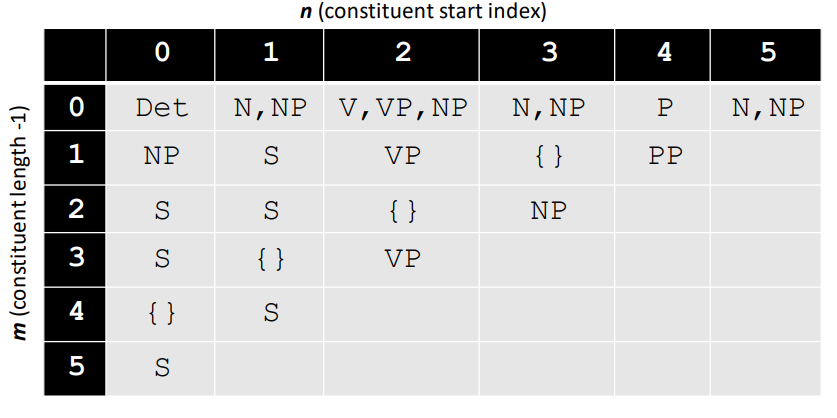 n (constituent start index)
0 1 2 3 4 5
m (constituent length -1)
0 Det N,NP V,VP,NP N,NP P N,NP
1 NP S VP {} PP
2 S S {} NP
3 S {} VP
4 {} S
5 S